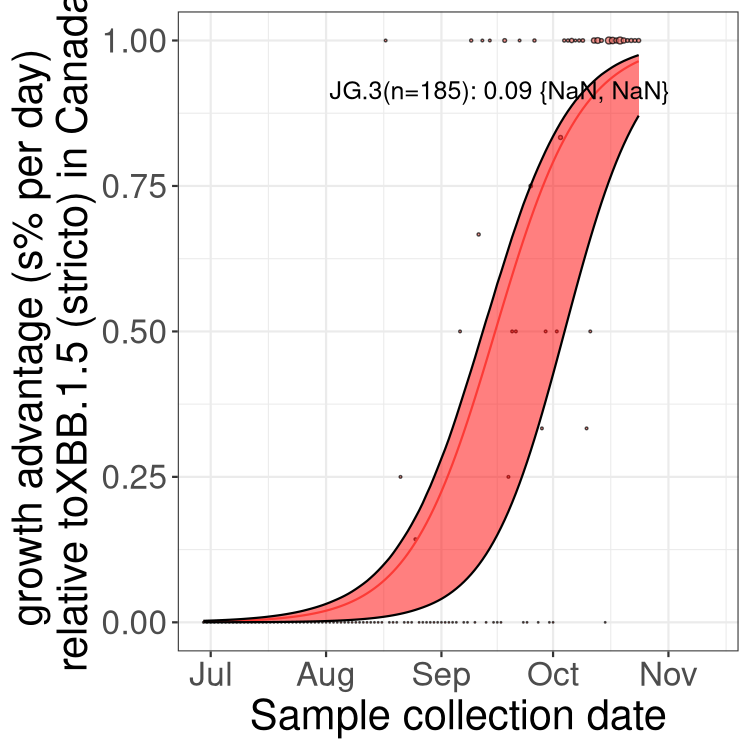 growth advantage (s% per day)
relative toXBB.1.5 (stricto) in Canada
1.00
0.75
0.50
0.25
0.00
JG.3(n=185): 0.09 {NaN, NaN}
Jul Aug Sep Oct Nov
Sample collection date